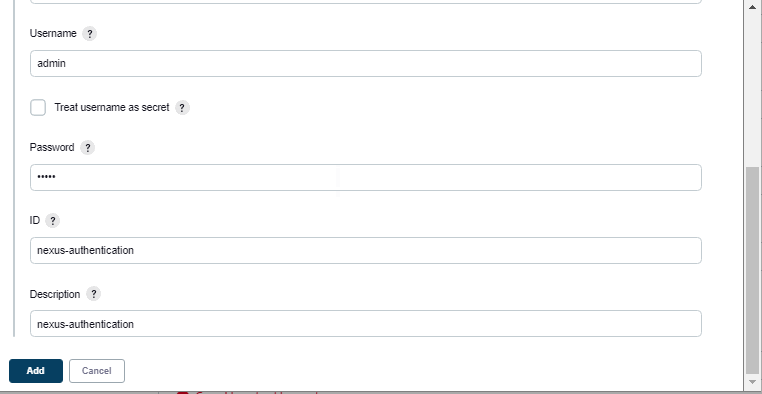 Username ?
admin
Treat username as secret ?
Password ?
•••••
ID ?
nexus-authentication
Description ?
nexus-authentication
Add Cancel